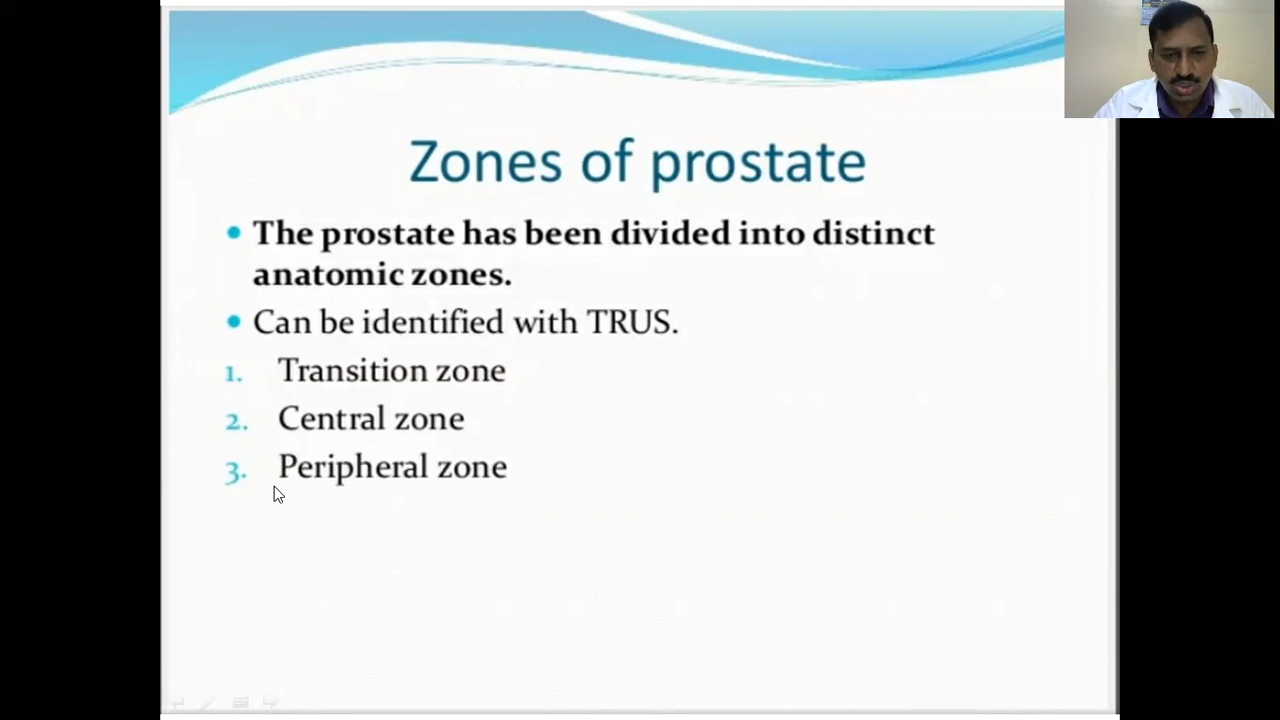 Zones of prostate
• The prostate has been divided into distinct
anatomic zones.
• Can be identified with TRUS.
1. Transition zone
2. Central zone
3. Peripheral zone